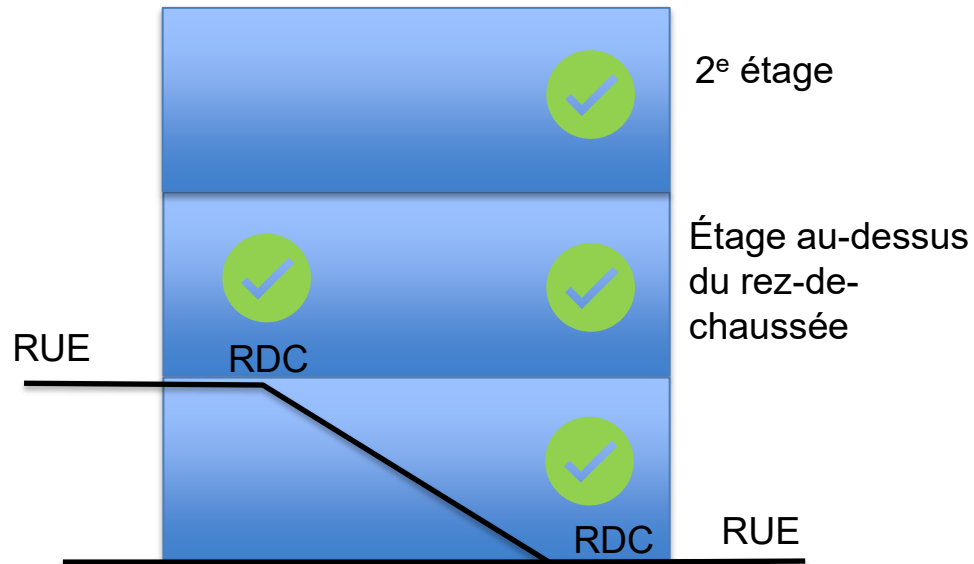 2e étage
Étage au-dessus
du rez-de-
chaussée
RUE
RDC
RDC
RUE